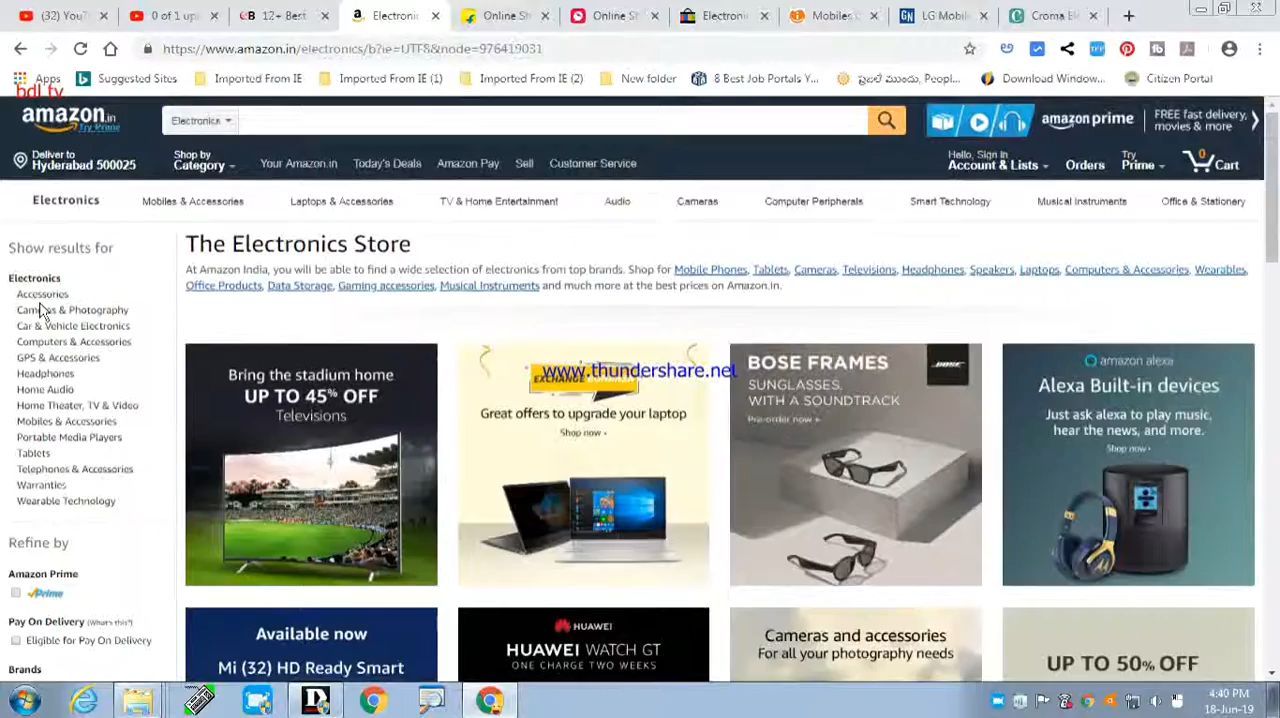 (32) YouT
0 of 1 up
12+ Best
Electronic
Online Sh
Online S
Electroni
Mobiles
LG Mobil
Croma El
https://www.amazon.in/electronics/b?ie=UTF8&node=976419031
Apps
Suggested Sites
Imported From IE
Imported From IE (1)
Imported From IE (2)
New folder
8 Best Job Portals Y...
Download Window...
Citizen Portal
bdl.tv
amazon.in
Try Prime
Electronics
amazon prime
FREE fast delivery,
movies & more
Deliver to
Hyderabad 500025
Shop by
Category
Your Amazon.in
Today's Deals
Amazon Pay
Sell
Customer Service
Hello, Sign in
Account & Lists
Orders
Try
Prime
0
Cart
Electronics
Mobiles & Accessories
Laptops & Accessories
TV & Home Entertainment
Audio
Cameras
Computer Peripherals
Smart Technology
Musical Instruments
Office & Stationery
Show results for
Electronics
Accessories
Cameras & Photography
Car & Vehicle Electronics
Computers & Accessories
GPS & Accessories
Headphones
Home Audio
Home Theater, TV & Video
Mobiles & Accessories
Portable Media Players
Tablets
Telephones & Accessories
Warranties
Wearable Technology
Refine by
Amazon Prime
Prime
Pay On Delivery (What's this?)
Eligible for Pay On Delivery
Brands
The Electronics Store
At Amazon India, you will be able to find a wide selection of electronics from top brands. Shop for Mobile Phones, Tablets, Cameras, Televisions, Headphones, Speakers, Laptops, Computers & Accessories, Wearables,
Office Products, Data Storage, Gaming accessories, Musical Instruments and much more at the best prices on Amazon.in.
Bring the stadium home
UP TO 45% OFF
Televisions
www.thundershare.net
EXCHANGE
Great offers to upgrade your laptop
Shop now ›
BOSE FRAMES
BOSE
SUNGLASSES.
WITH A SOUNDTRACK
Pre-order now »
amazon alexa
Alexa Built-in devices
Just ask alexa to play music,
hear the news, and more.
Shop now ›
Available now
Mi (32) HD Ready Smart
HUAWEI
HUAWEI WATCH GT
ONE CHARGE TWO WEEKS
Cameras and accessories
For all your photography needs
UP TO 50% OFF
4:40 PM
18-Jun-19